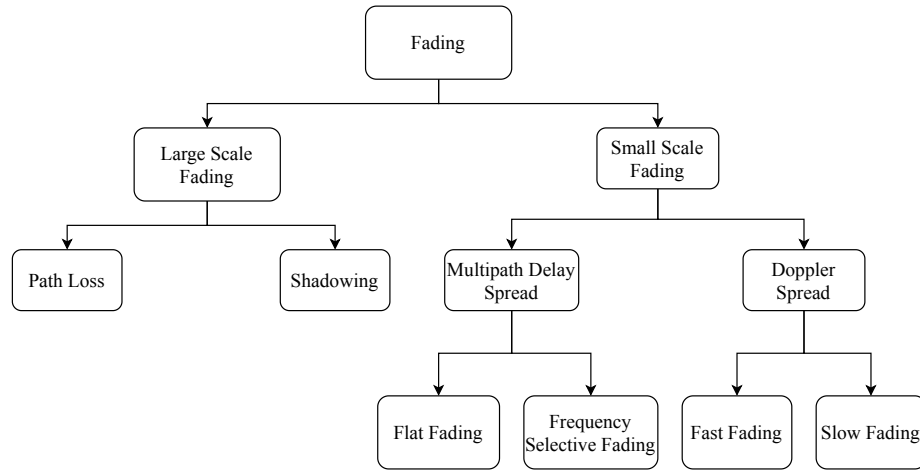 Fading
Large Scale
Fading
Small Scale
Fading
Path Loss
Shadowing
Multipath Delay
Spread
Doppler
Spread
Flat Fading
Frequency
Selective Fading
Fast Fading
Slow Fading